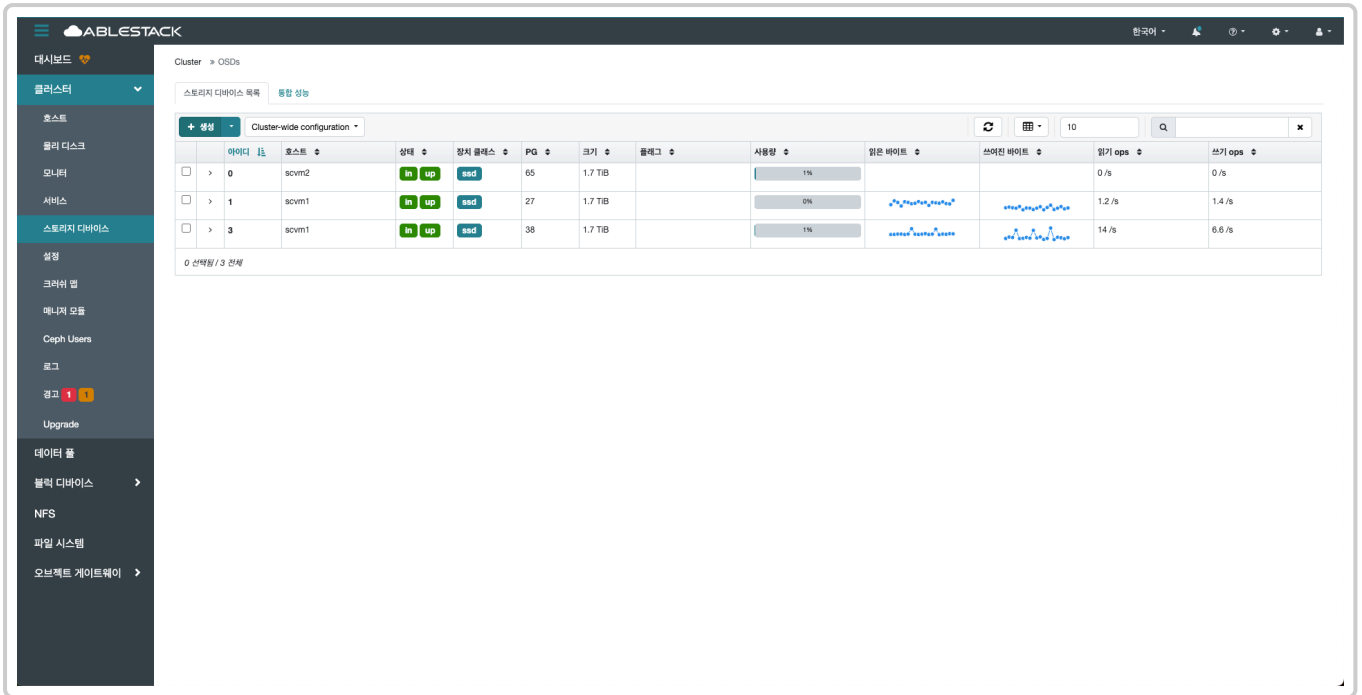 ABLESTACK
한국어
대시보드
클러스터
호스트
물리 디스크
모니터
서비스
스토리지 디바이스
설정
크러쉬 맵
매니저 모듈
Ceph Users
로그
경고 1 1
Upgrade
데이터 풀
블럭 디바이스
NFS
파일 시스템
오브젝트 게이트웨이
Cluster » OSDs
스토리지 디바이스 목록 통합 성능
+ 생성 Cluster-wide configuration 10
아이디 호스트 상태 장치 클래스 PG 크기 플래그 사용량 읽은 바이트 쓰여진 바이트 읽기 ops 쓰기 ops
0 scvm2 in up ssd 65 1.7 TiB 1% 0 /s 0 /s
1 scvm1 in up ssd 27 1.7 TiB 0% 1.2 /s 1.4 /s
3 scvm1 in up ssd 38 1.7 TiB 1% 14 /s 6.6 /s
0 선택됨 / 3 전체